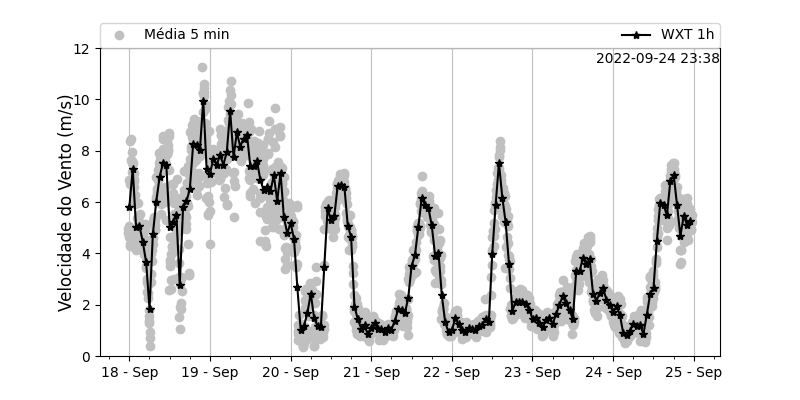 Média 5 min
WXT 1h
2022-09-24 23:38
Velocidade do Vento (m/s)
12
10
8
6
4
2
0
18 - Sep 19 - Sep 20 - Sep 21 - Sep 22 - Sep 23 - Sep 24 - Sep 25 - Sep